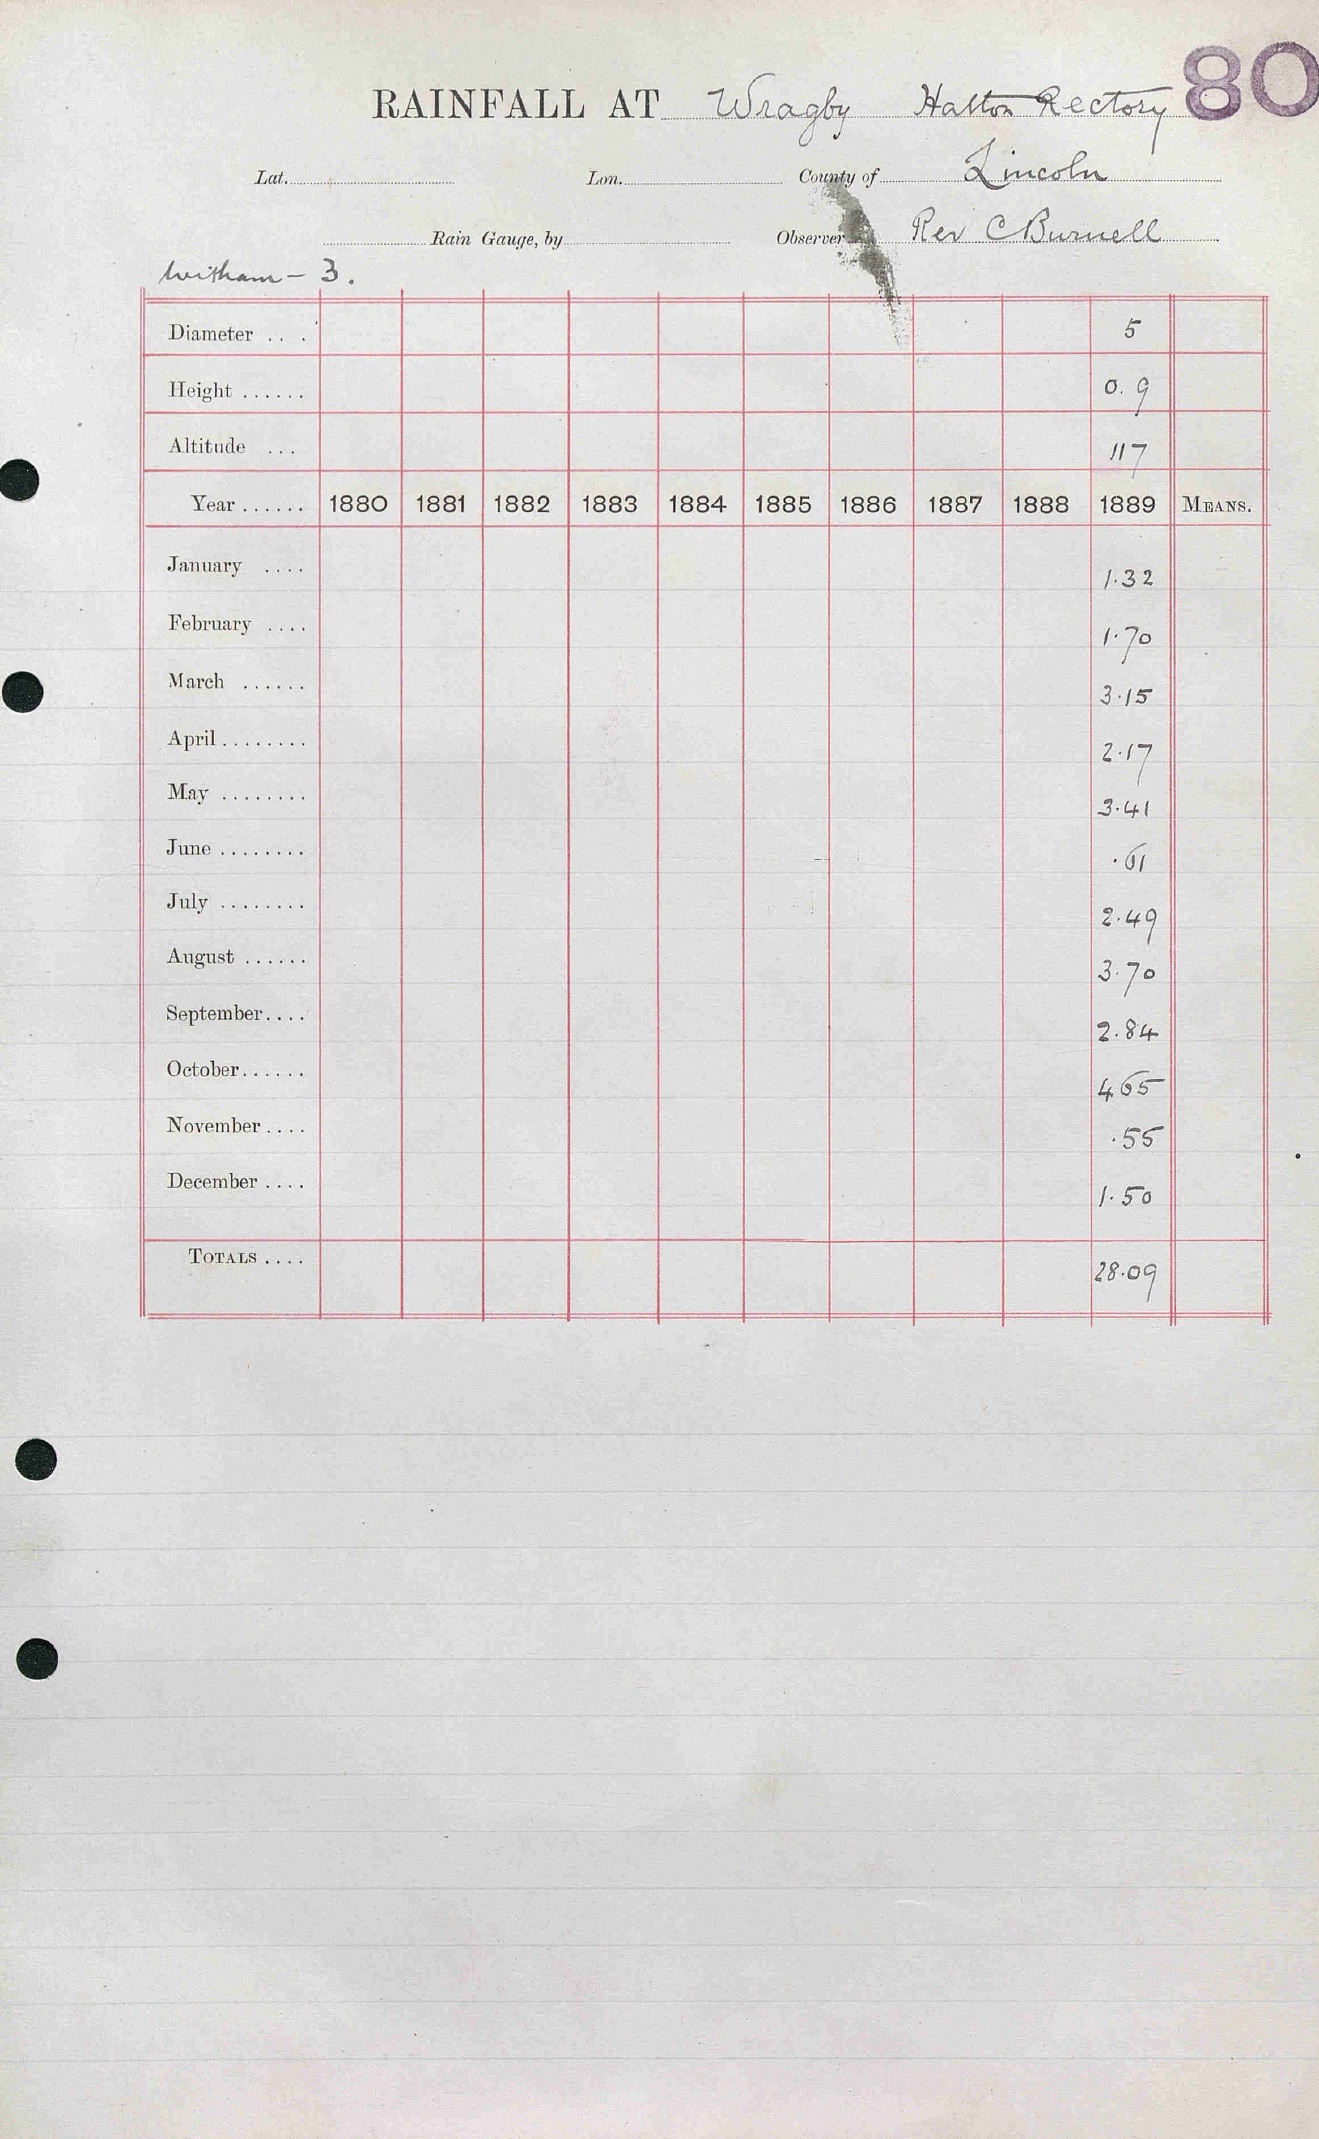 80
RAINFALL AT Wragby Hatton Rectory
Lat. Lon. County of Lincoln
Rain Gauge, by Observer Rev C Burnell
Witham – 3.
Diameter . . . 5
Height ...... 0. 9
Altitude ... 117
Year ...... 1880 1881 1882 1883 1884 1885 1886 1887 1888 1889 MEANS.
January .... 1.32
February .... 1.70
March ...... 3.15
April ........ 2.17
May ........ 3.41
June ........ .61
July ........ 2.49
August ...... 3.70
September.... 2.84
October...... 4.65
November .... .55
December .... 1.50
TOTALS .... 28.09